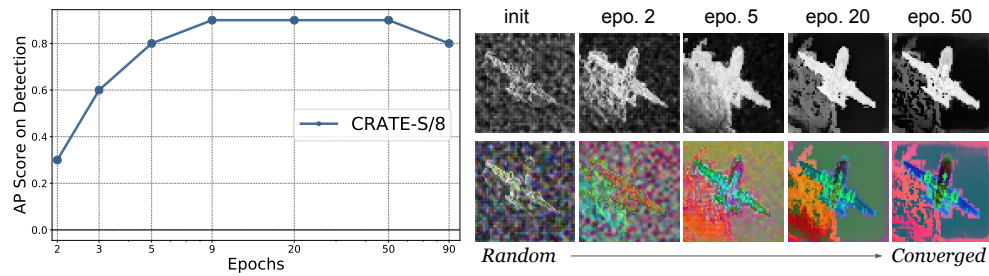 AP Score on Detection
0.8
0.6
0.4
0.2
0.0
2 3 5 9 20 50 90
Epochs
CRATE-S/8
init epo. 2 epo. 5 epo. 20 epo. 50
Random Converged